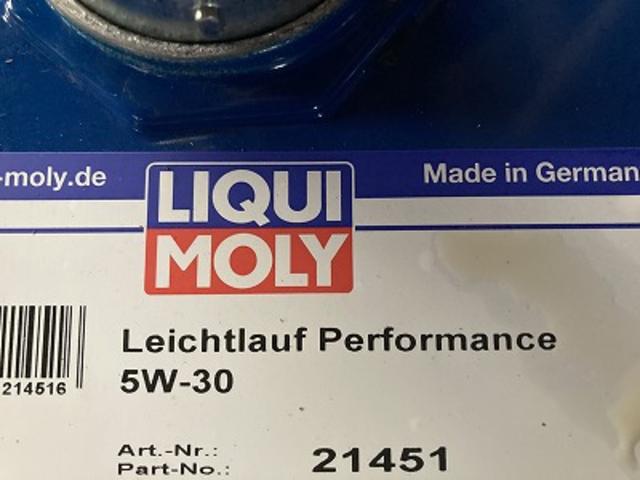 -moly.de
Made in German
LIQUI
MOLY
Leichtlauf Performance
5W-30
214516
Art.-Nr.:
Part-No.: 21451